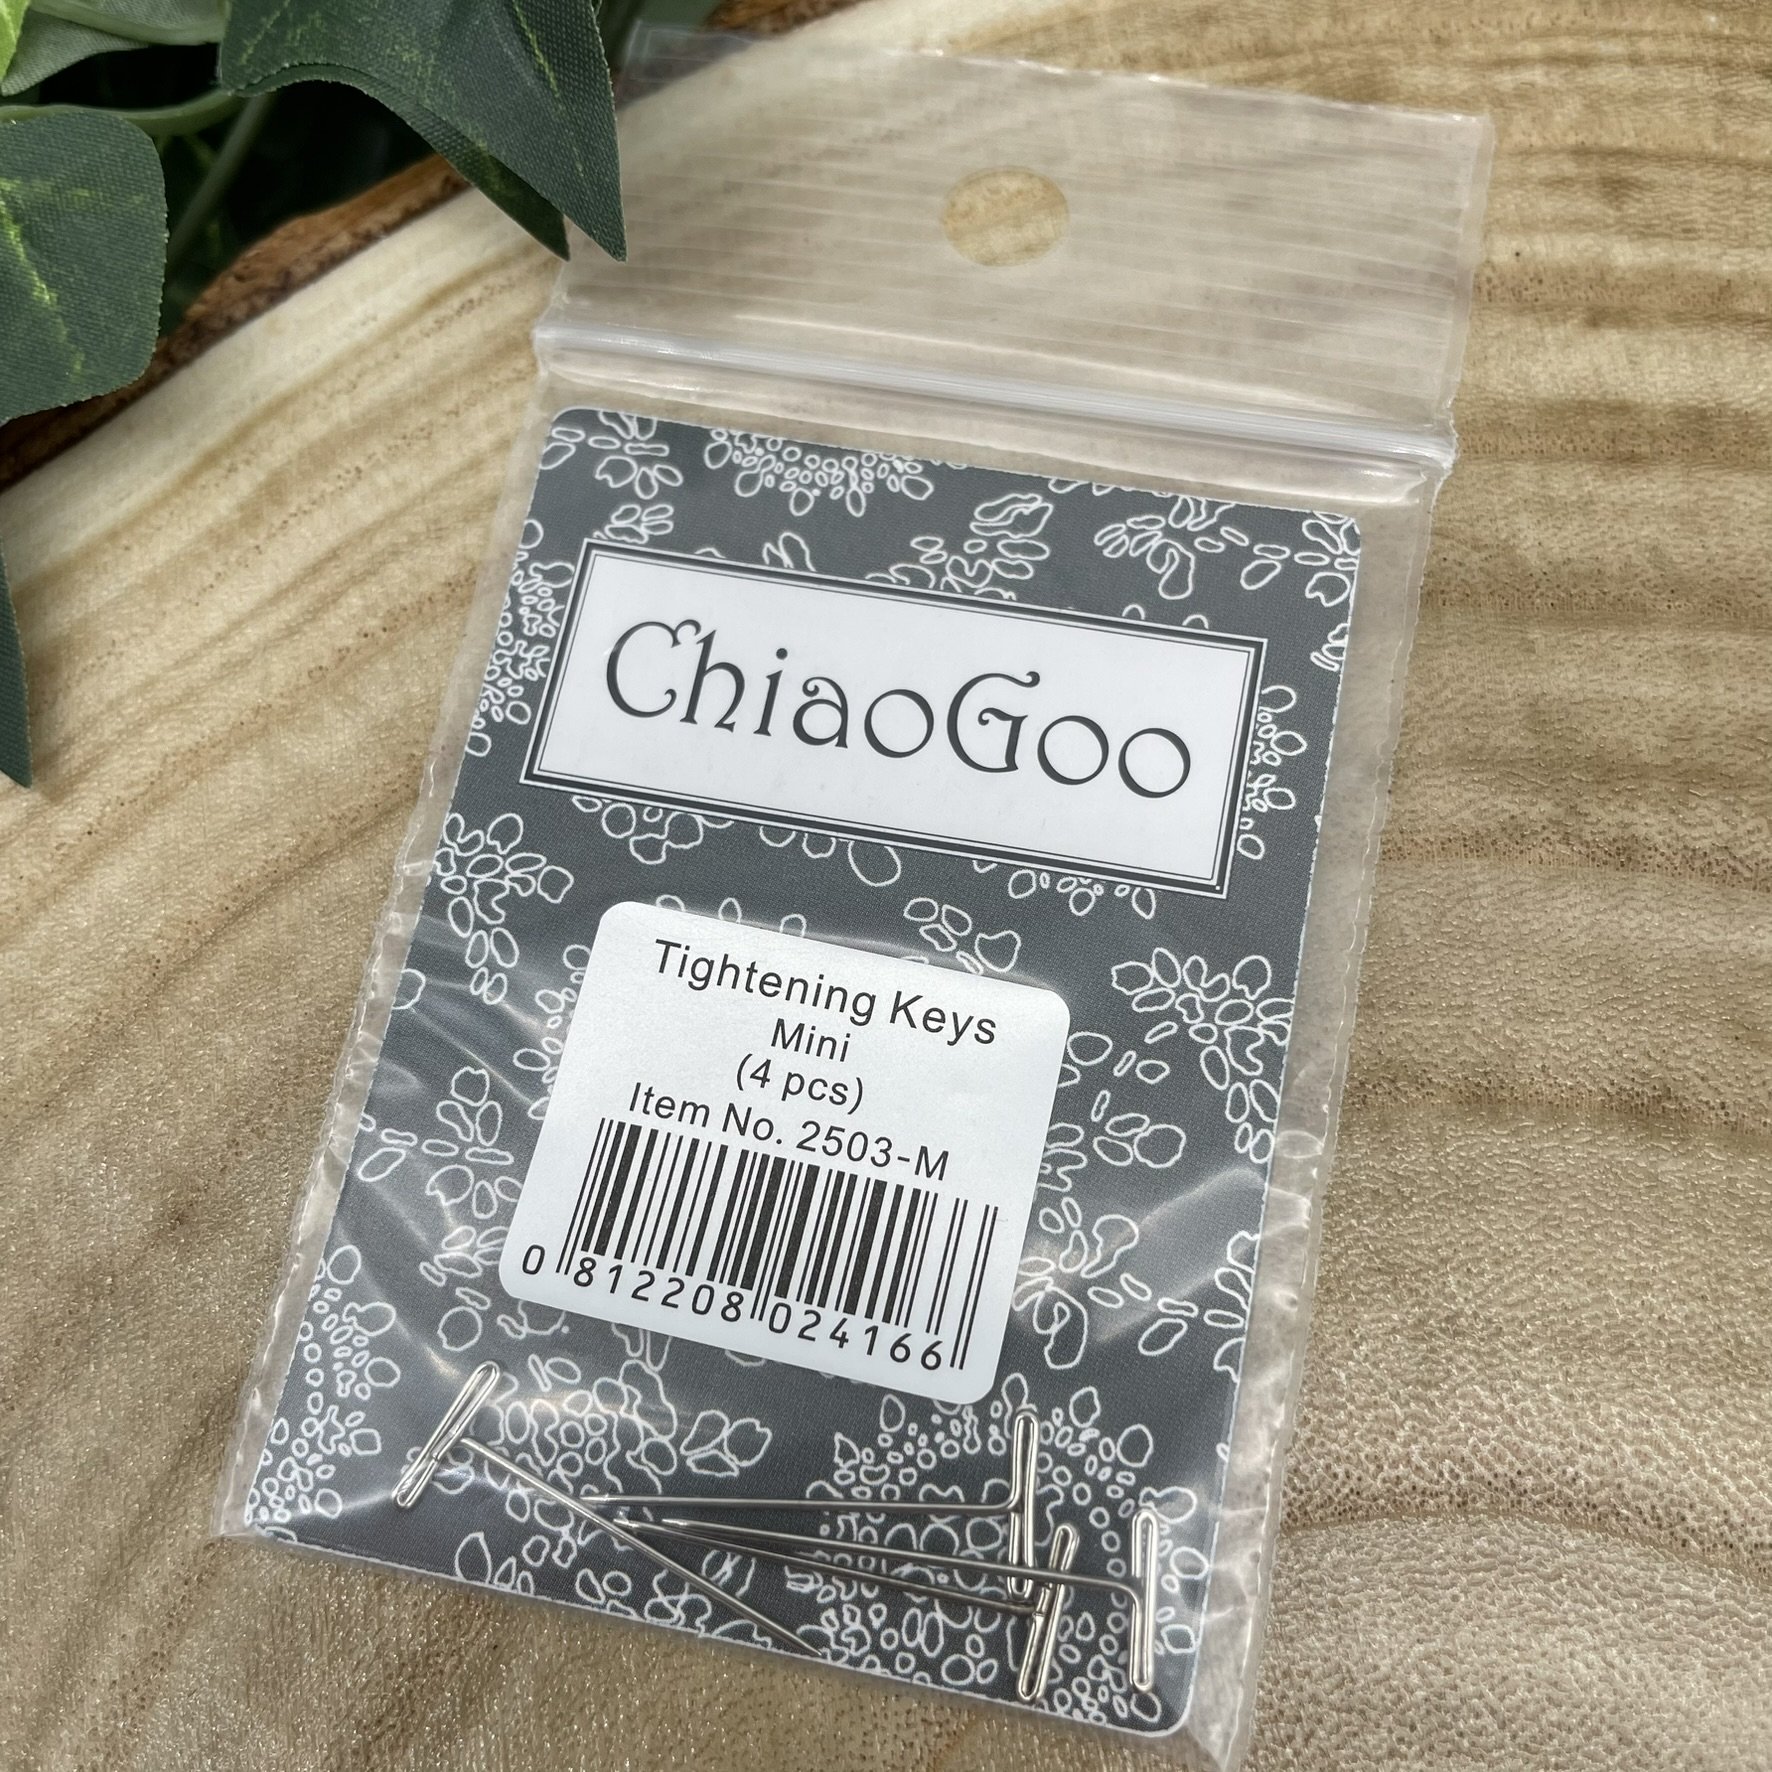 ChiaoGoo
Tightening Keys
Mini
(4 pcs)
Item No. 2503-M
0 812208 024166